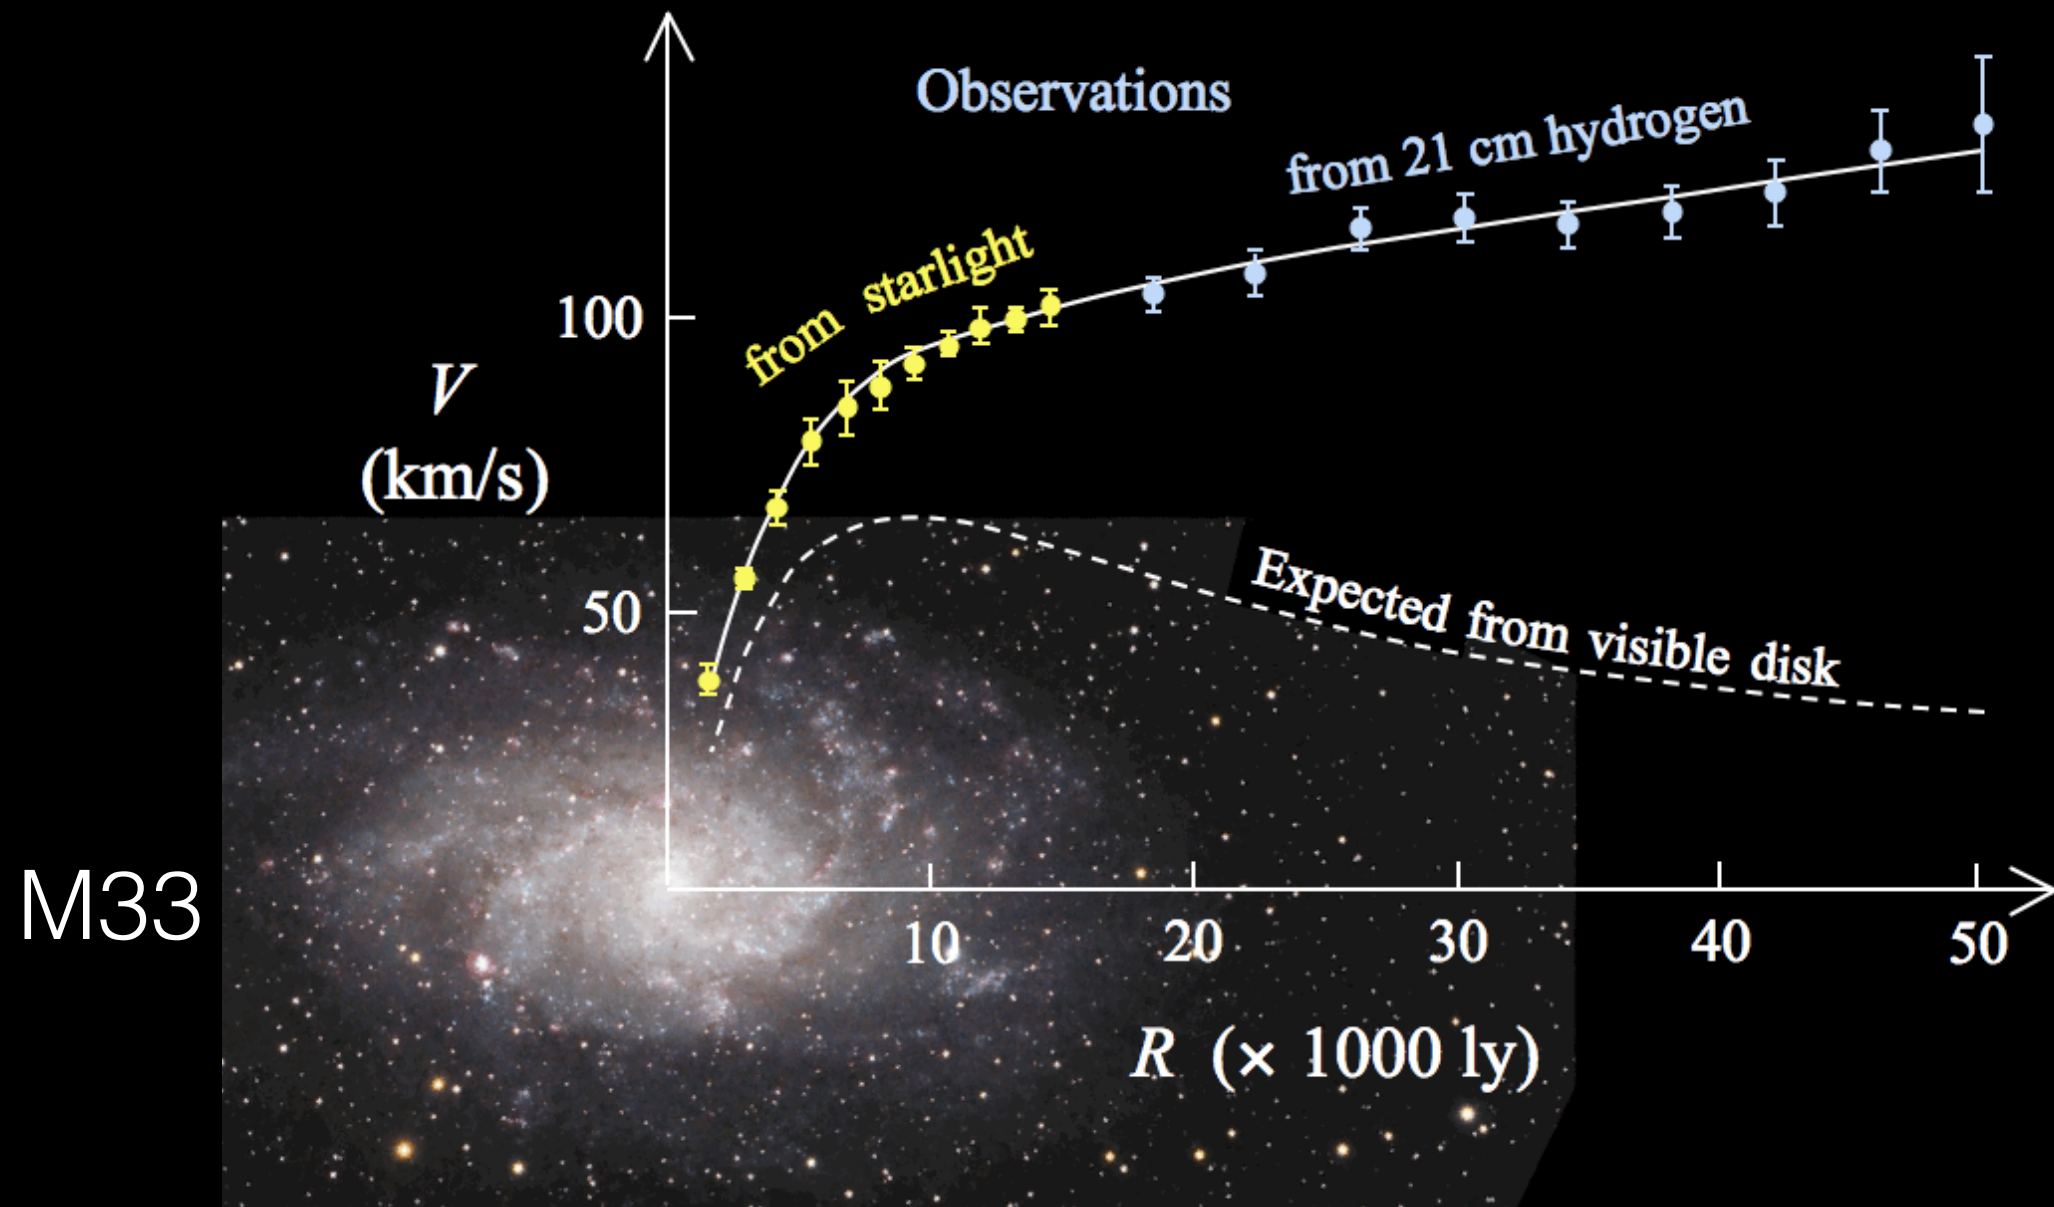 Observations
from 21 cm hydrogen
from starlight
100
V
(km/s)
50
Expected from visible disk
M33
10 20 30 40 50
R (× 1000 ly)